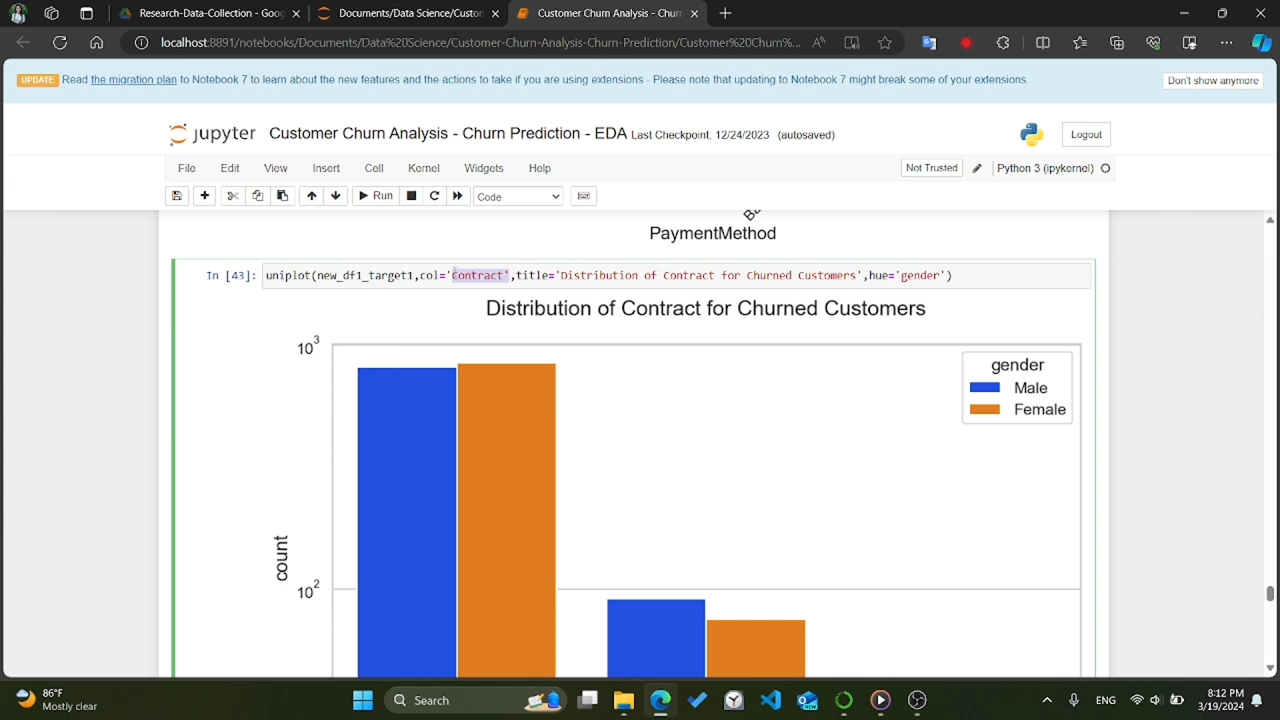 Research-Data-Collection - Goog
Documents/Data Science/Custom
Customer Churn Analysis - Churn
localhost:8891/notebooks/Documents/Data%20Science/Customer-Churn-Analysis-Churn-Prediction/Customer%20Churn%...
UPDATE Read the migration plan to Notebook 7 to learn about the new features and the actions to take if you are using extensions - Please note that updating to Notebook 7 might break some of your extensions.
Don't show anymore
jupyter Customer Churn Analysis - Churn Prediction - EDA Last Checkpoint: 12/24/2023 (autosaved)
Logout
File Edit View Insert Cell Kernel Widgets Help
Not Trusted
Python 3 (ipykernel)
Run
Code
PaymentMethod
In [43]: uniplot(new_df1_target1,col='Contract',title='Distribution of Contract for Churned Customers',hue='gender')
Distribution of Contract for Churned Customers
10³
gender
Male
Female
count
10²
86°F
Mostly clear
Search
ENG
8:12 PM
3/19/2024